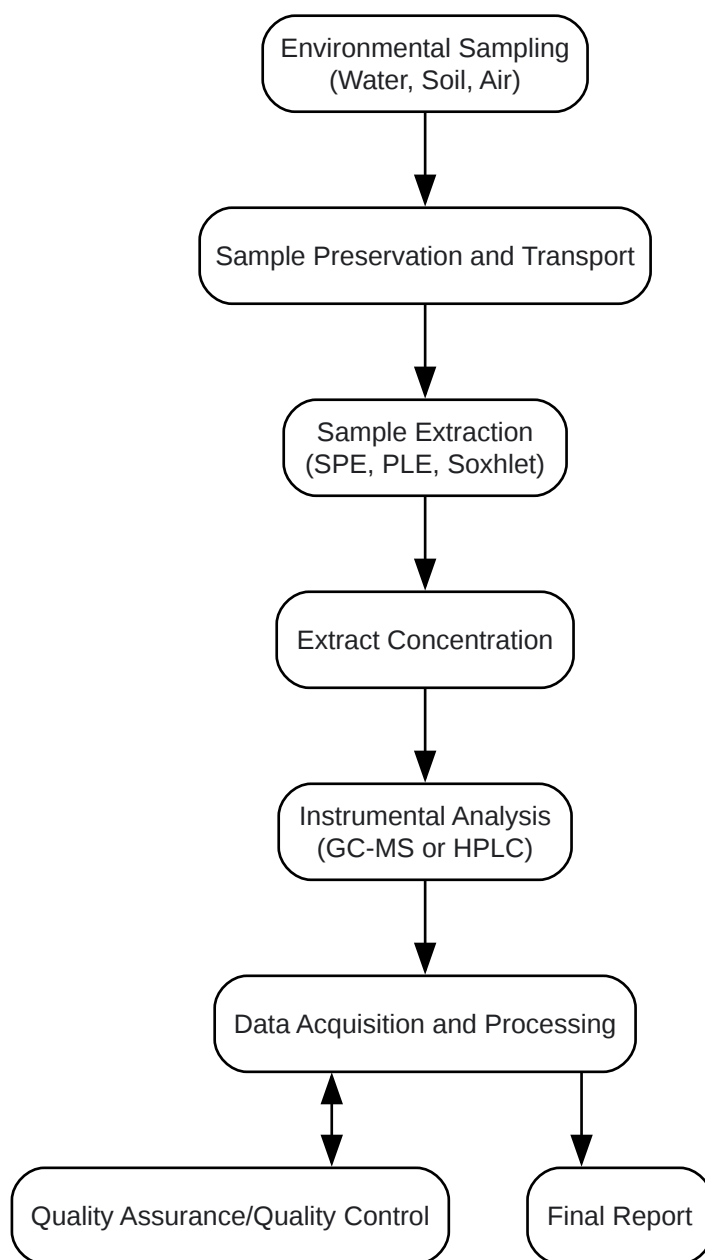 Environmental Sampling
(Water, Soil, Air)
Sample Preservation and Transport
Sample Extraction
(SPE, PLE, Soxhlet)
Extract Concentration
Instrumental Analysis
(GC-MS or HPLC)
Data Acquisition and Processing
Quality Assurance/Quality Control
Final Report